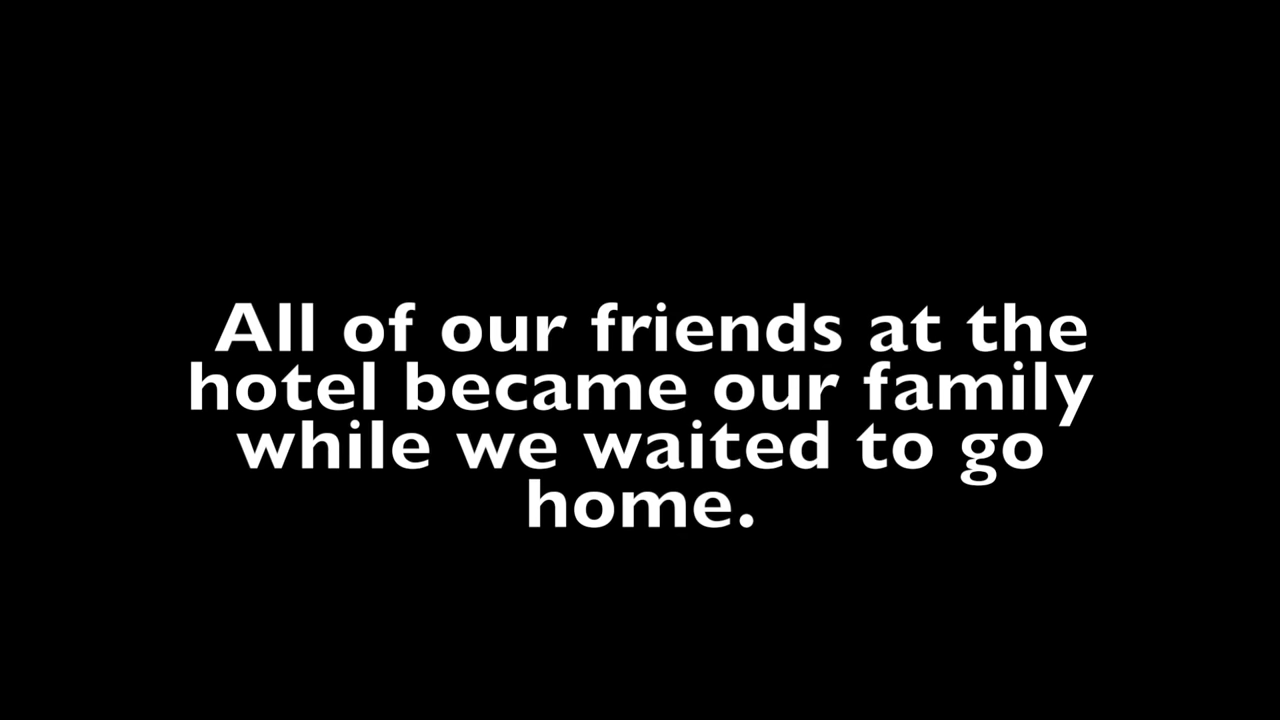 All of our friends at the
hotel became our family
while we waited to go
home.